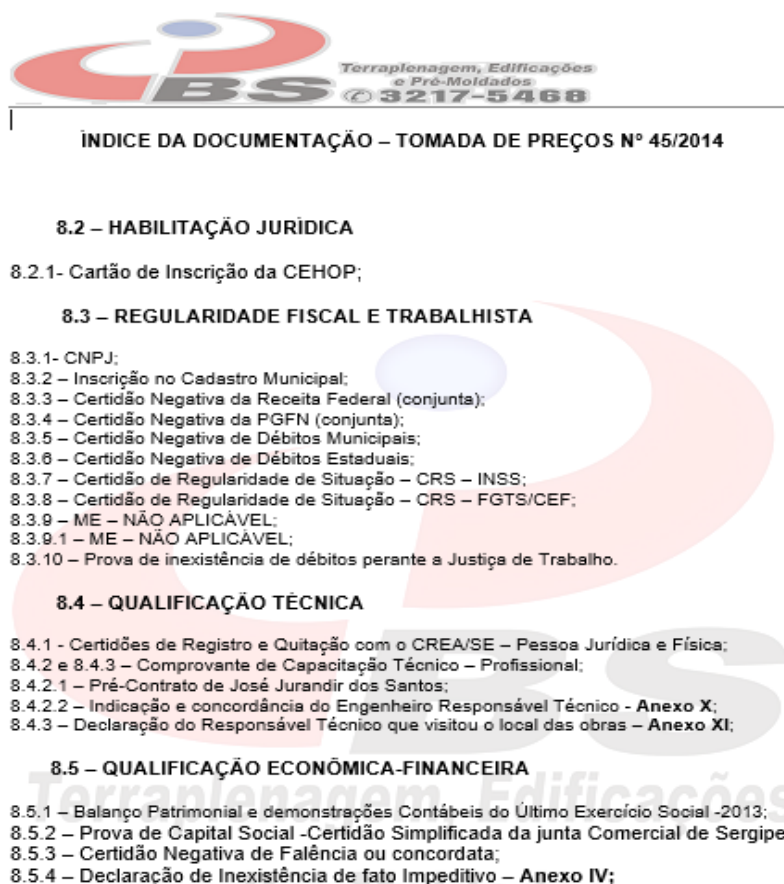 BS
Terraplenagem, Edificações
e Pré-Moldados
✆ 3217-5468
ÍNDICE DA DOCUMENTAÇÃO – TOMADA DE PREÇOS Nº 45/2014
8.2 – HABILITAÇÃO JURÍDICA
8.2.1- Cartão de Inscrição da CEHOP;
8.3 – REGULARIDADE FISCAL E TRABALHISTA
8.3.1- CNPJ;
8.3.2 – Inscrição no Cadastro Municipal;
8.3.3 – Certidão Negativa da Receita Federal (conjunta);
8.3.4 – Certidão Negativa da PGFN (conjunta);
8.3.5 – Certidão Negativa de Débitos Municipais;
8.3.6 – Certidão Negativa de Débitos Estaduais;
8.3.7 – Certidão de Regularidade de Situação – CRS – INSS;
8.3.8 – Certidão de Regularidade de Situação – CRS – FGTS/CEF;
8.3.9 – ME – NÃO APLICÁVEL;
8.3.9.1 – ME – NÃO APLICÁVEL;
8.3.10 – Prova de inexistência de débitos perante a Justiça de Trabalho.
8.4 – QUALIFICAÇÃO TÉCNICA
8.4.1 - Certidões de Registro e Quitação com o CREA/SE – Pessoa Jurídica e Física;
8.4.2 e 8.4.3 – Comprovante de Capacitação Técnico – Profissional;
8.4.2.1 – Pré-Contrato de José Jurandir dos Santos;
8.4.2.2 – Indicação e concordância do Engenheiro Responsável Técnico - Anexo X;
8.4.3 – Declaração do Responsável Técnico que visitou o local das obras – Anexo XI;
BS
8.5 – QUALIFICAÇÃO ECONÔMICA-FINANCEIRA
Terraplenagem, Edificações
8.5.1 – Balanço Patrimonial e demonstrações Contábeis do Último Exercício Social -2013;
8.5.2 – Prova de Capital Social -Certidão Simplificada da junta Comercial de Sergipe
8.5.3 – Certidão Negativa de Falência ou concordata;
8.5.4 – Declaração de Inexistência de fato Impeditivo – Anexo IV;